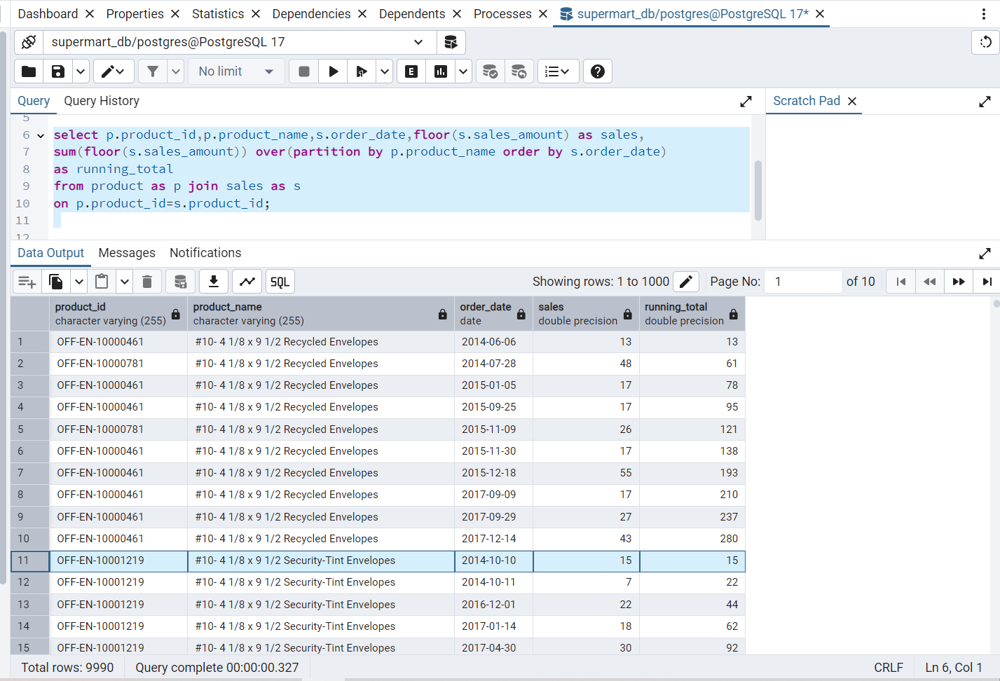 Dashboard Properties Statistics Dependencies Dependents Processes supermart_db/postgres@PostgreSQL 17*
supermart_db/postgres@PostgreSQL 17
No limit E
Query Query History Scratch Pad
5
6 select p.product_id,p.product_name,s.order_date,floor(s.sales_amount) as sales,
7 sum(floor(s.sales_amount)) over(partition by p.product_name order by s.order_date)
8 as running_total
9 from product as p join sales as s
10 on p.product_id=s.product_id;
11
12
Data Output Messages Notifications
SQL Showing rows: 1 to 1000 Page No: 1 of 10
product_id product_name order_date sales running_total
character varying (255) character varying (255) date double precision double precision
1 OFF-EN-10000461 #10- 4 1/8 x 9 1/2 Recycled Envelopes 2014-06-06 13 13
2 OFF-EN-10000781 #10- 4 1/8 x 9 1/2 Recycled Envelopes 2014-07-28 48 61
3 OFF-EN-10000461 #10- 4 1/8 x 9 1/2 Recycled Envelopes 2015-01-05 17 78
4 OFF-EN-10000461 #10- 4 1/8 x 9 1/2 Recycled Envelopes 2015-09-25 17 95
5 OFF-EN-10000781 #10- 4 1/8 x 9 1/2 Recycled Envelopes 2015-11-09 26 121
6 OFF-EN-10000461 #10- 4 1/8 x 9 1/2 Recycled Envelopes 2015-11-30 17 138
7 OFF-EN-10000461 #10- 4 1/8 x 9 1/2 Recycled Envelopes 2015-12-18 55 193
8 OFF-EN-10000461 #10- 4 1/8 x 9 1/2 Recycled Envelopes 2017-09-09 17 210
9 OFF-EN-10000461 #10- 4 1/8 x 9 1/2 Recycled Envelopes 2017-09-29 27 237
10 OFF-EN-10000461 #10- 4 1/8 x 9 1/2 Recycled Envelopes 2017-12-14 43 280
11 OFF-EN-10001219 #10- 4 1/8 x 9 1/2 Security-Tint Envelopes 2014-10-10 15 15
12 OFF-EN-10001219 #10- 4 1/8 x 9 1/2 Security-Tint Envelopes 2014-10-11 7 22
13 OFF-EN-10001219 #10- 4 1/8 x 9 1/2 Security-Tint Envelopes 2016-12-01 22 44
14 OFF-EN-10001219 #10- 4 1/8 x 9 1/2 Security-Tint Envelopes 2017-01-14 18 62
15 OFF-EN-10001219 #10- 4 1/8 x 9 1/2 Security-Tint Envelopes 2017-04-30 30 92
Total rows: 9990 Query complete 00:00:00.327 CRLF Ln 6, Col 1